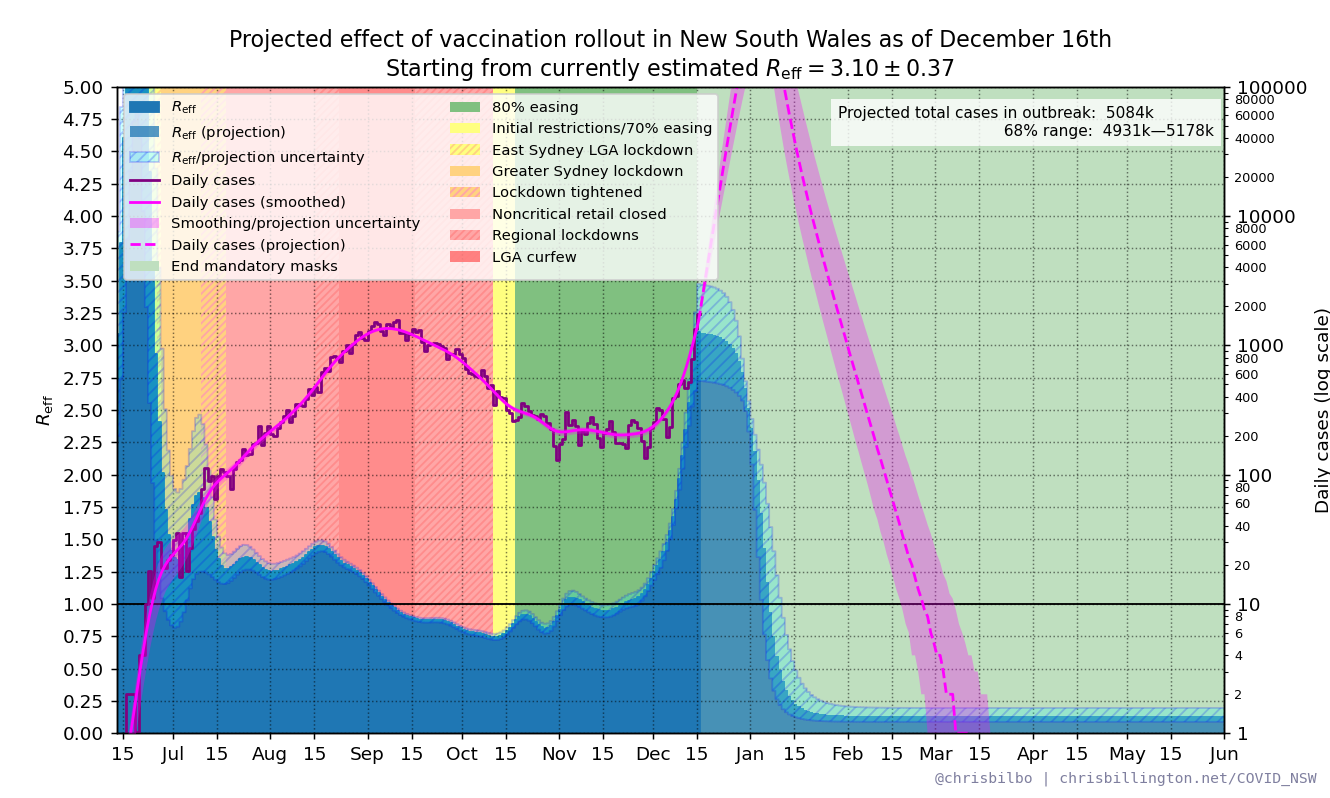 Projected effect of vaccination rollout in New South Wales as of December 16th
Starting from currently estimated R_eff = 3.10 ± 0.37
R_eff
R_eff (projection)
R_eff/projection uncertainty
Daily cases
Daily cases (smoothed)
Smoothing/projection uncertainty
Daily cases (projection)
End mandatory masks
80% easing
Initial restrictions/70% easing
East Sydney LGA lockdown
Greater Sydney lockdown
Lockdown tightened
Noncritical retail closed
Regional lockdowns
LGA curfew
Projected total cases in outbreak: 5084k
68% range: 4931k—5178k
R_eff
5.00
4.75
4.50
4.25
4.00
3.75
3.50
3.25
3.00
2.75
2.50
2.25
2.00
1.75
1.50
1.25
1.00
0.75
0.50
0.25
0.00
100000
80000
60000
40000
20000
10000
8000
6000
4000
2000
1000
800
600
400
200
100
80
60
40
20
10
8
6
4
2
1
Daily cases (log scale)
15 Jul 15 Aug 15 Sep 15 Oct 15 Nov 15 Dec 15 Jan 15 Feb 15 Mar 15 Apr 15 May 15 Jun
@chrisbilbo | chrisbillington.net/COVID_NSW